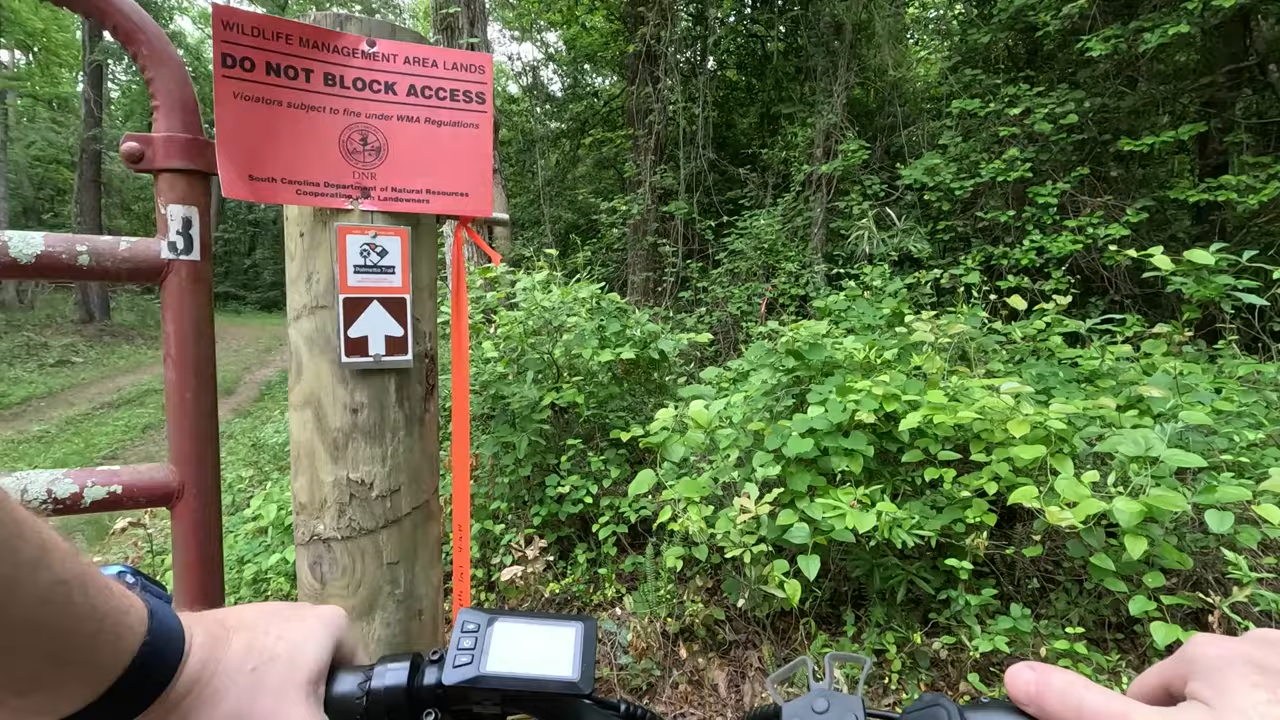 WILDLIFE MANAGEMENT AREA LANDS
DO NOT BLOCK ACCESS
Violators subject to fine under WMA Regulations
DNR
South Carolina Department of Natural Resources
Cooperating with Landowners
3
Palmetto Trail